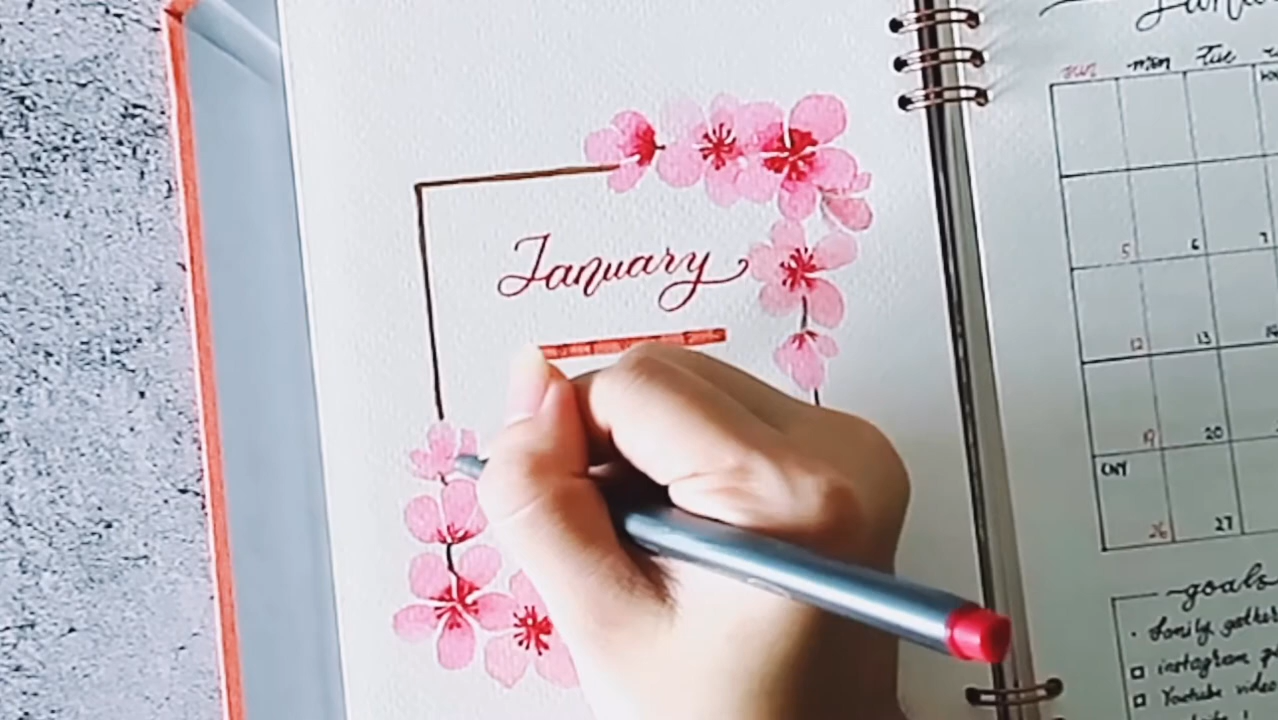 January
sun mon Tue
5 6 7
12 13 14
19 20
CNY
26 27
goals
Family
instagram
Youtube video